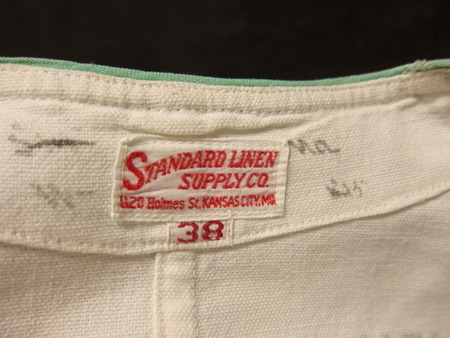 STANDARD LINEN
SUPPLY CO.
1120 Holmes St. KANSAS CITY, MO.
38